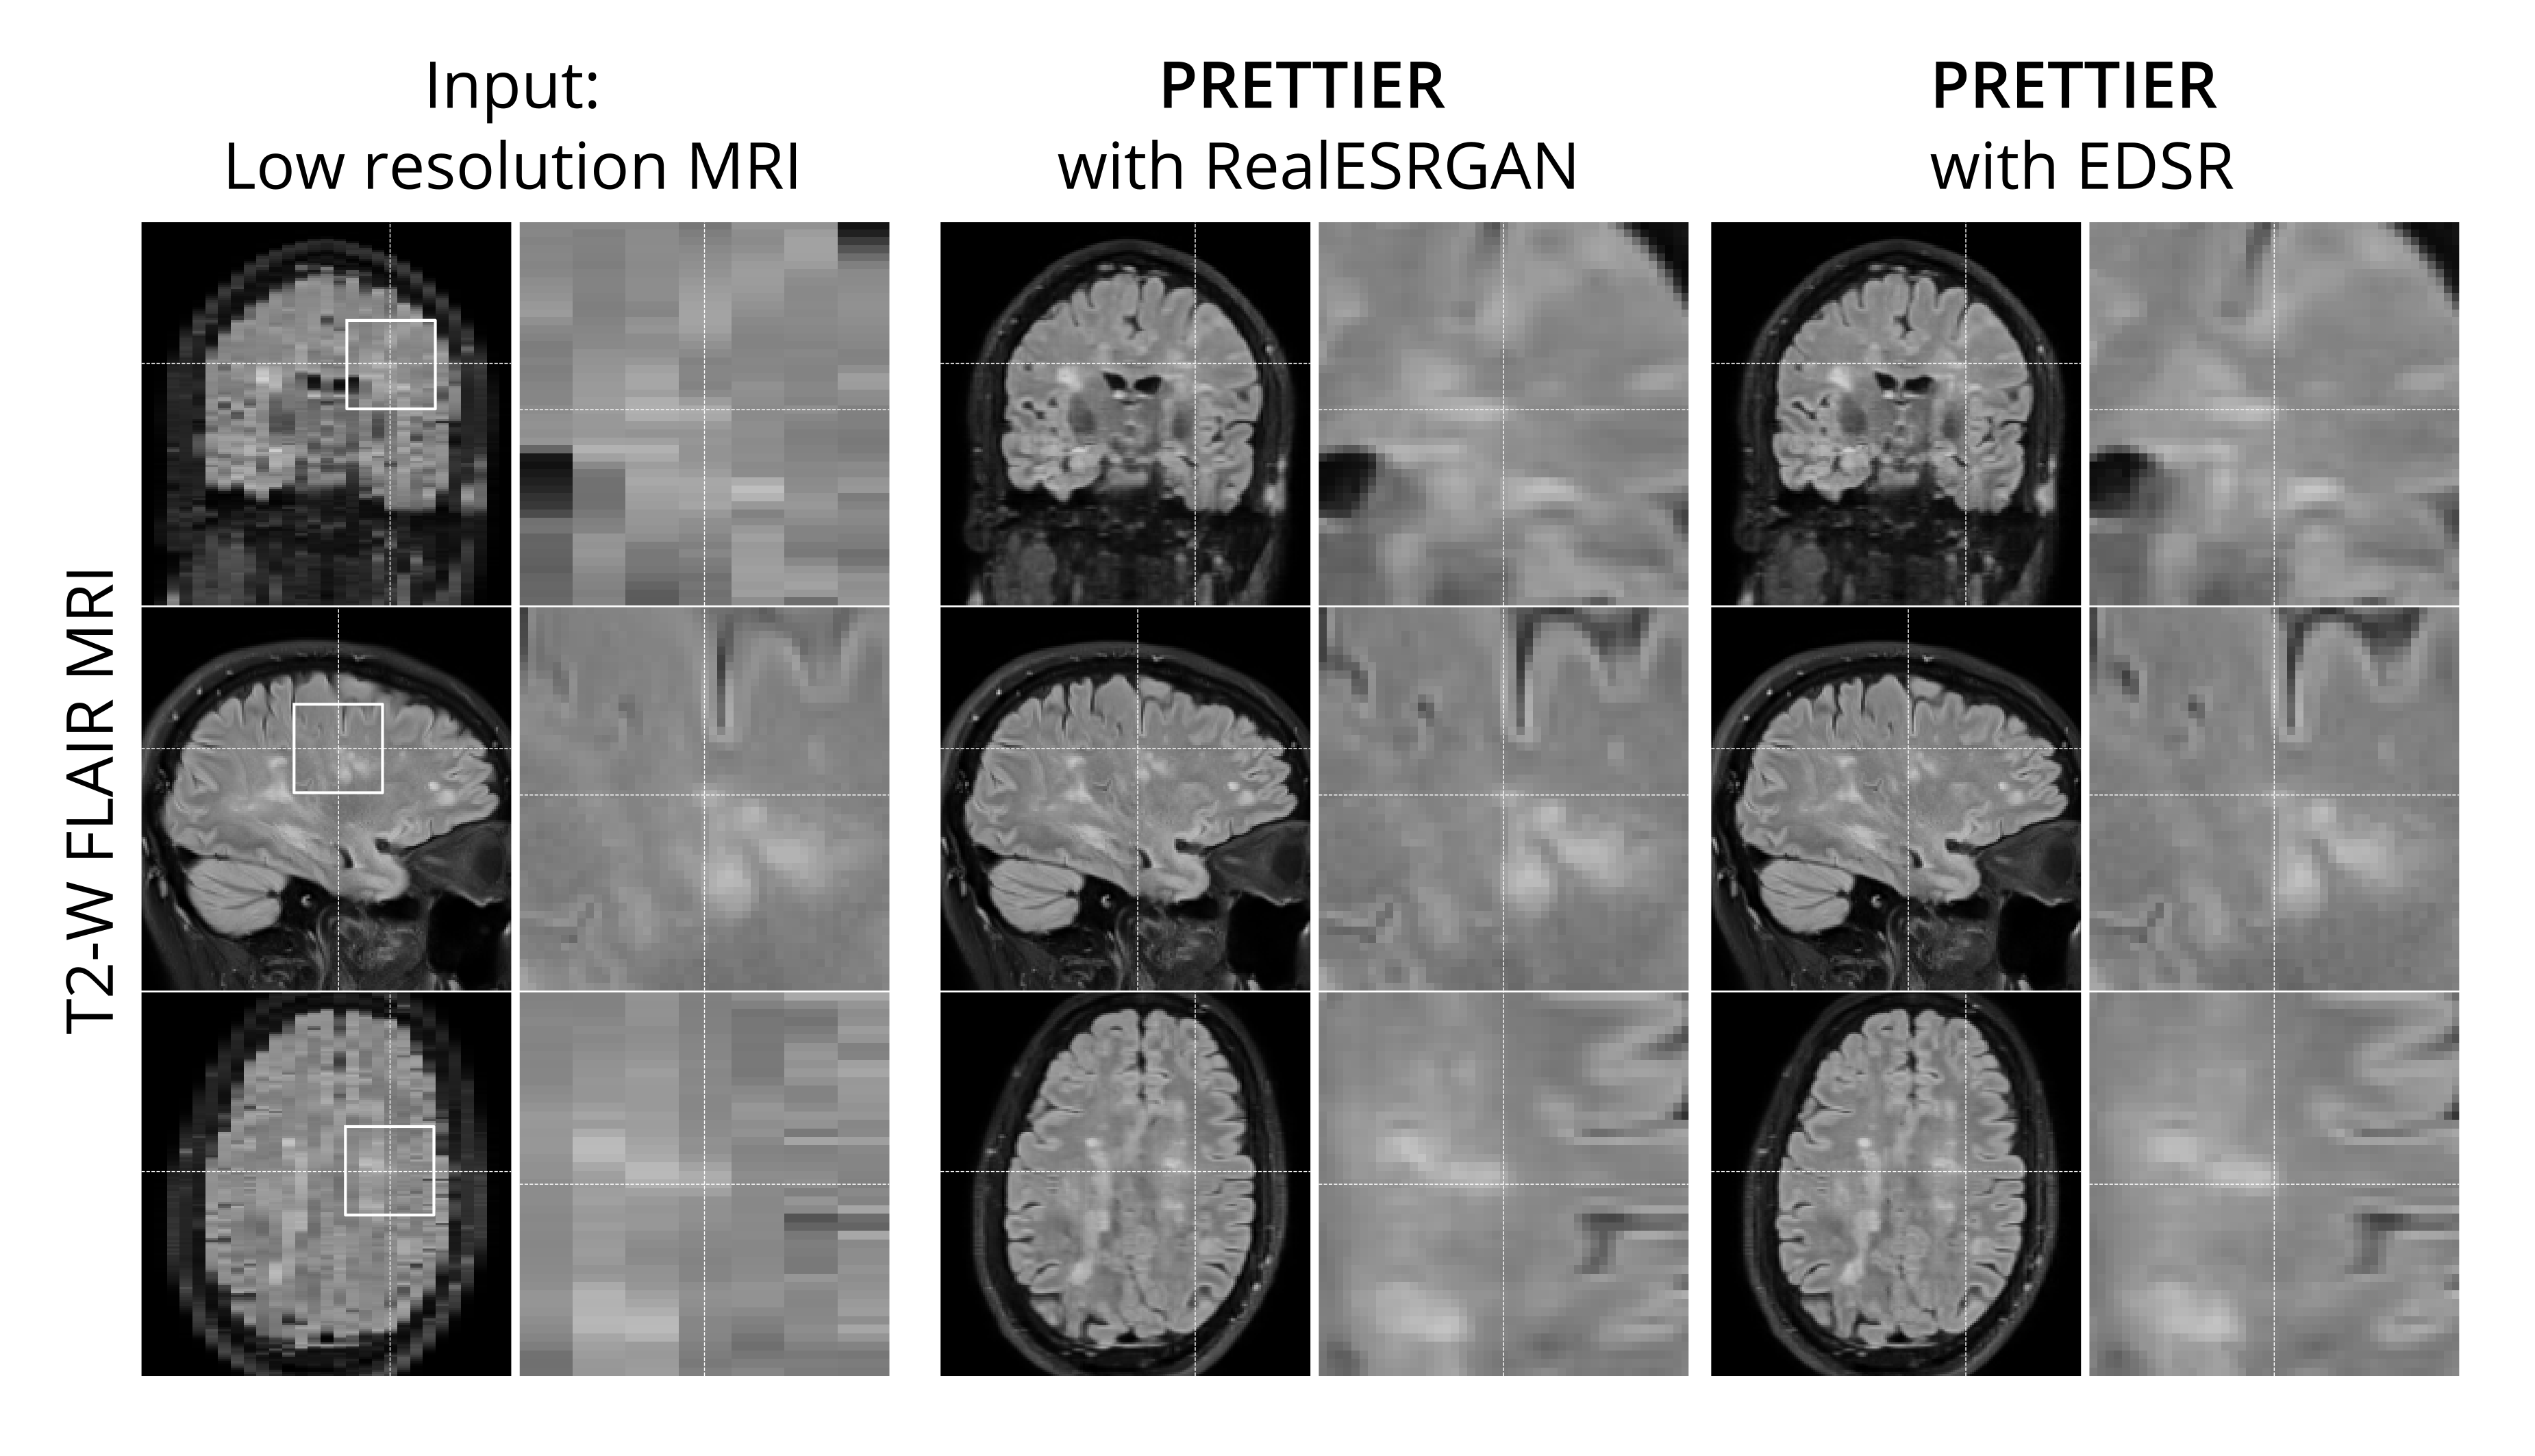 Input:
Low resolution MRI
PRETTIER
with RealESRGAN
PRETTIER
with EDSR
T2-W FLAIR MRI